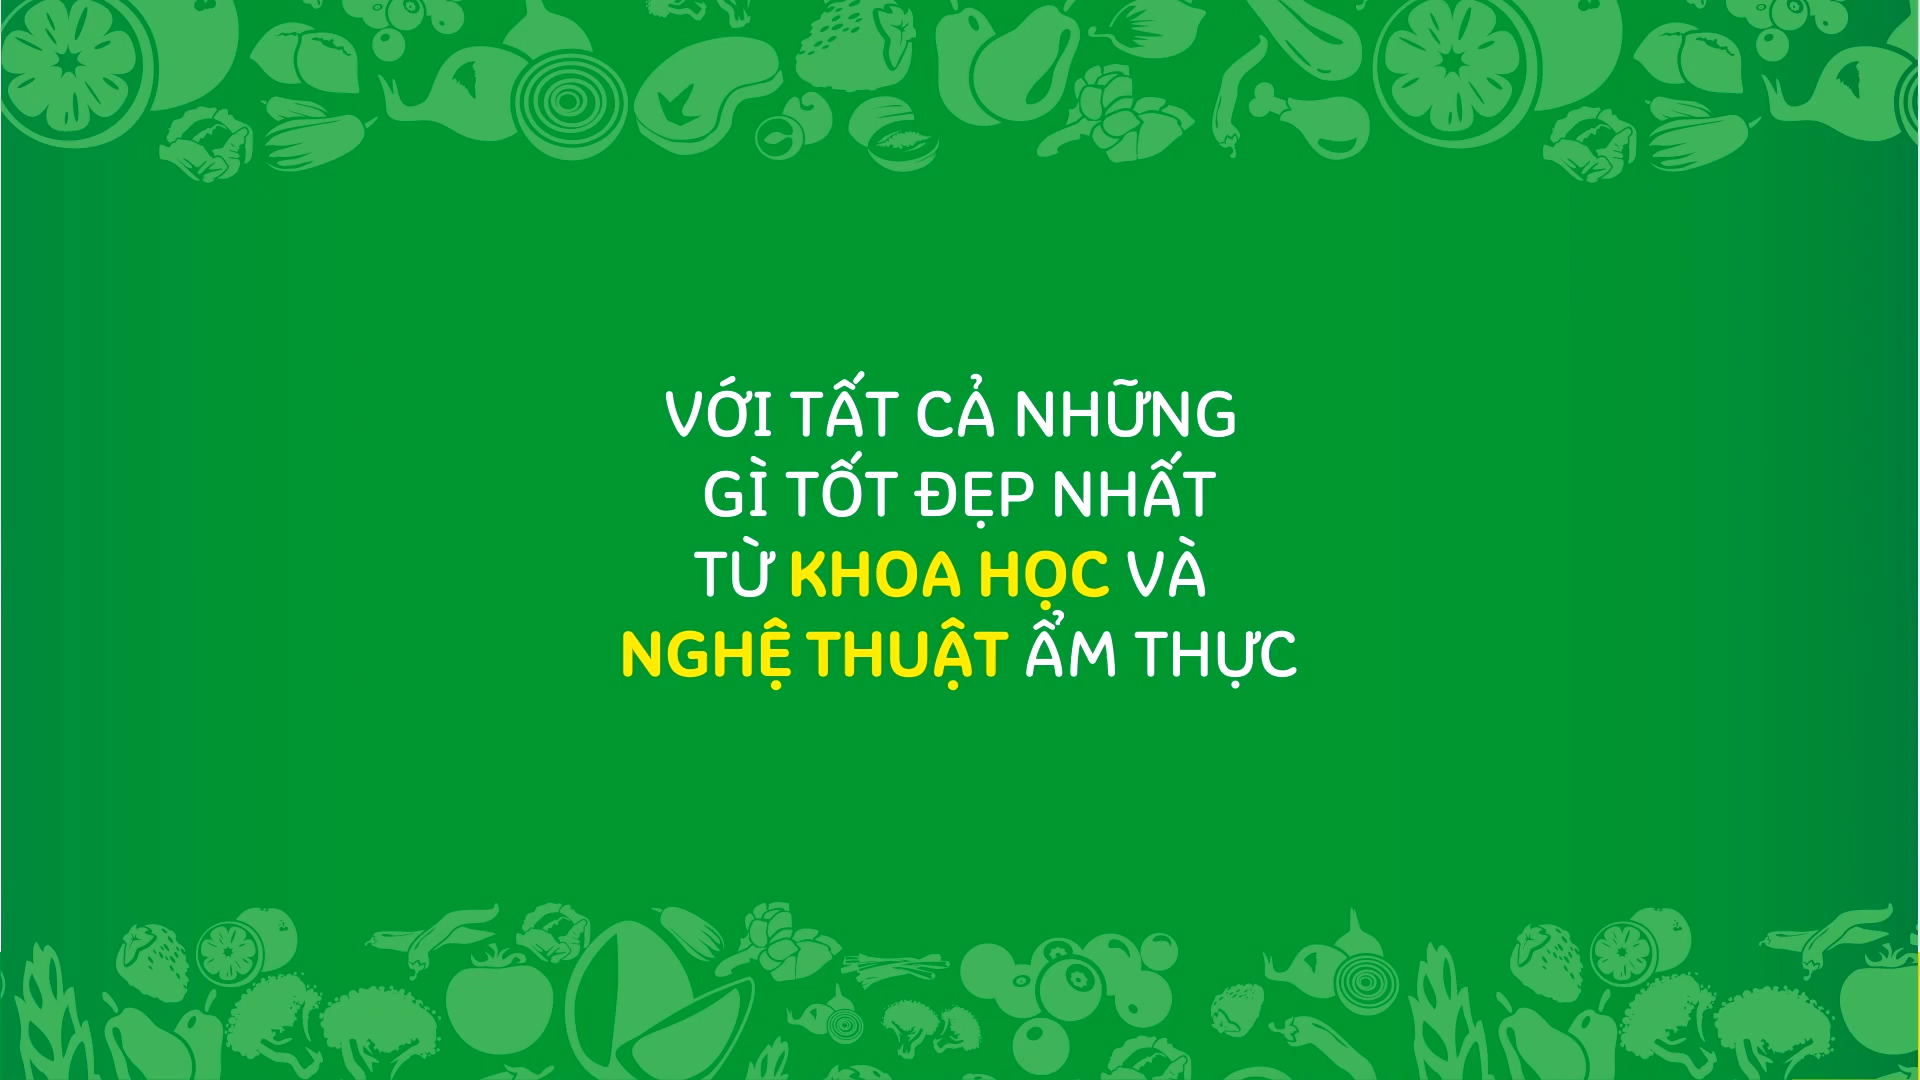 VỚI TẤT CẢ NHỮNG
GÌ TỐT ĐẸP NHẤT
TỪ KHOA HỌC VÀ
NGHỆ THUẬT ẨM THỰC